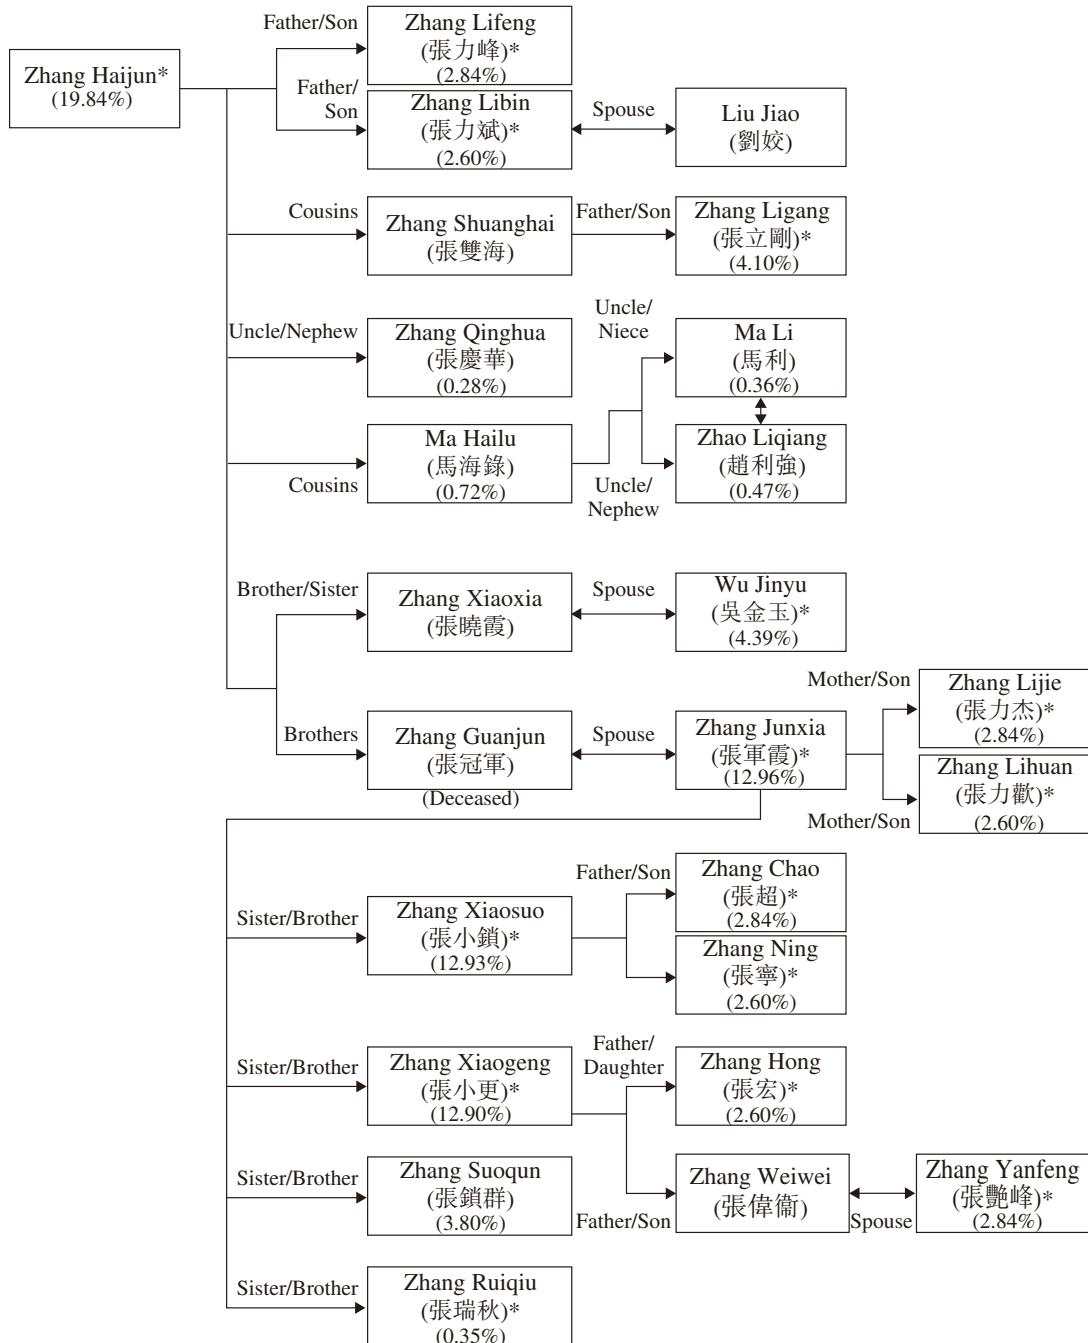 Zhang Haijun*
(19.84%)
Father/Son
Zhang Lifeng
(張力峰)*
(2.84%)
Father/
Son
Zhang Libin
(張力斌)*
(2.60%)
Spouse
Liu Jiao
(劉姣)
Cousins
Zhang Shuanghai
(張雙海)
Father/Son
Zhang Ligang
(張立剛)*
(4.10%)
Uncle/Nephew
Zhang Qinghua
(張慶華)
(0.28%)
Uncle/
Niece
Ma Li
(馬利)
(0.36%)
Cousins
Ma Hailu
(馬海錄)
(0.72%)
Uncle/
Nephew
Zhao Liqiang
(趙利強)
(0.47%)
Brother/Sister
Zhang Xiaoxia
(張曉霞)
Spouse
Wu Jinyu
(吳金玉)*
(4.39%)
Brothers
Zhang Guanjun
(張冠軍)
(Deceased)
Spouse
Zhang Junxia
(張軍霞)*
(12.96%)
Mother/Son
Zhang Lijie
(張力杰)*
(2.84%)
Mother/Son
Zhang Lihuan
(張力歡)*
(2.60%)
Sister/Brother
Zhang Xiaosuo
(張小鎖)*
(12.93%)
Father/Son
Zhang Chao
(張超)*
(2.84%)
Zhang Ning
(張寧)*
(2.60%)
Sister/Brother
Zhang Xiaogeng
(張小更)*
(12.90%)
Father/
Daughter
Zhang Hong
(張宏)*
(2.60%)
Father/Son
Zhang Weiwei
(張偉衞)
Spouse
Zhang Yanfeng
(張艷峰)*
(2.84%)
Sister/Brother
Zhang Suoqun
(張鎖群)
(3.80%)
Sister/Brother
Zhang Ruiqiu
(張瑞秋)*
(0.35%)